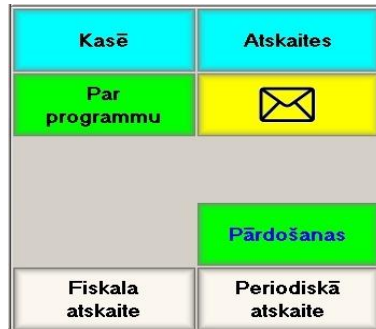 Kasē
Atskaites
Par
programmu
Pārdošanas
Fiskala
atskaite
Periodiskā
atskaite